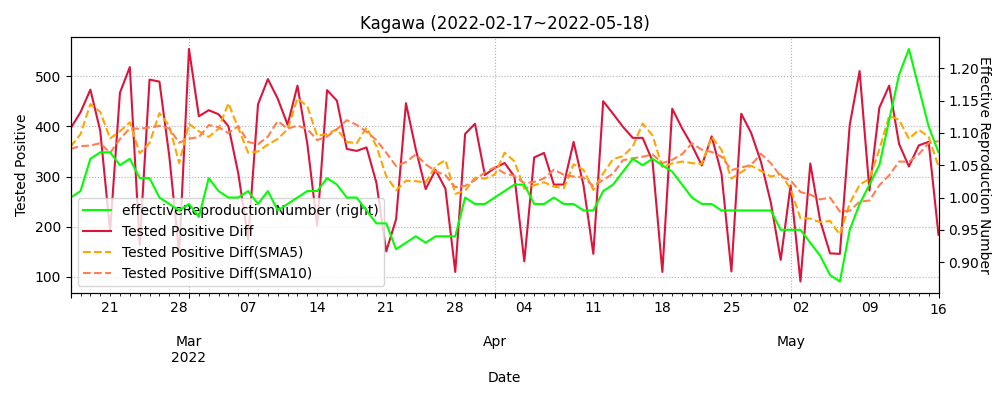 Kagawa (2022-02-17~2022-05-18)
Tested Positive
500
400
300
200
100
1.20
1.15
1.10
1.05
1.00
0.95
0.90
Effective Reproduction Number
effectiveReproductionNumber (right)
Tested Positive Diff
Tested Positive Diff(SMA5)
Tested Positive Diff(SMA10)
21 28 07 14 21 28 04 11 18 25 02 09 16
Mar Apr May
2022
Date